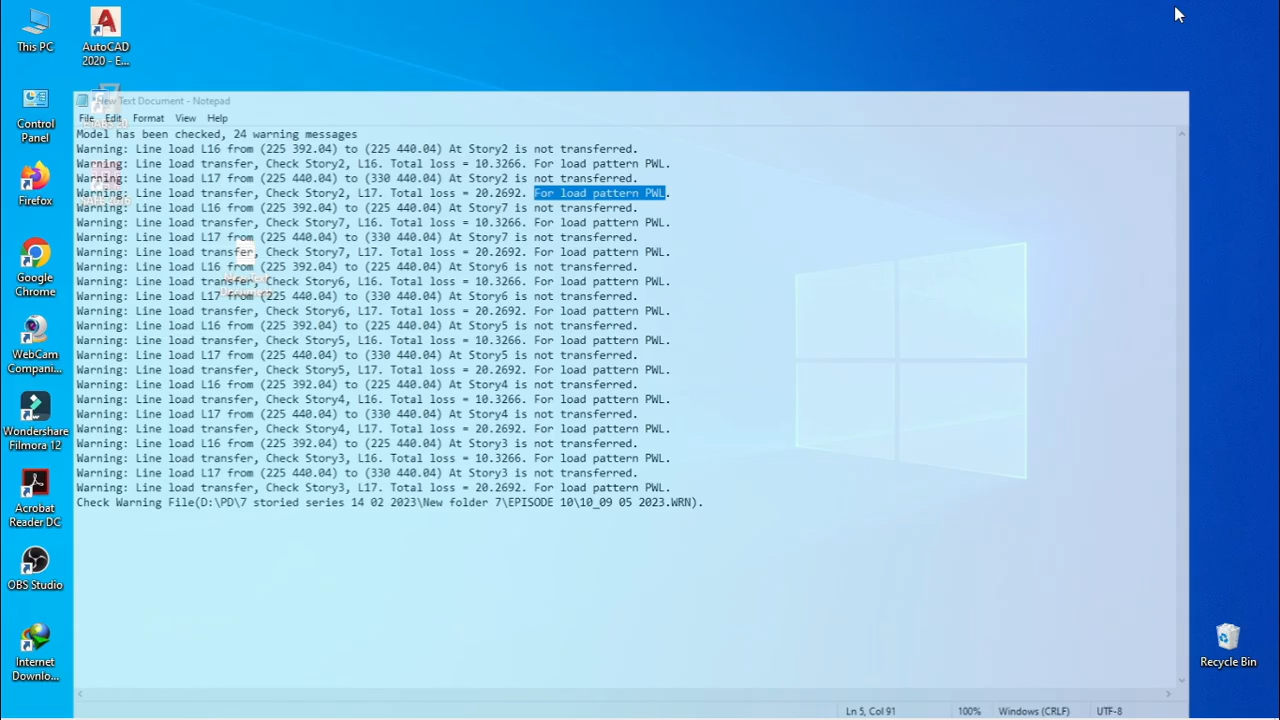 This PC
AutoCAD
2020 - E...
Control
Panel
Firefox
Google
Chrome
WebCam
Compani...
Wondershare
Filmora 12
Acrobat
Reader DC
OBS Studio
Internet
Downlo...
*New Text Document - Notepad
File Edit Format View Help
Model has been checked, 24 warning messages
Warning: Line load L16 from (225 392.04) to (225 440.04) At Story2 is not transferred.
Warning: Line load transfer, Check Story2, L16. Total loss = 10.3266. For load pattern PWL.
Warning: Line load L17 from (225 440.04) to (330 440.04) At Story2 is not transferred.
Warning: Line load transfer, Check Story2, L17. Total loss = 20.2692. For load pattern PWL.
Warning: Line load L16 from (225 392.04) to (225 440.04) At Story7 is not transferred.
Warning: Line load transfer, Check Story7, L16. Total loss = 10.3266. For load pattern PWL.
Warning: Line load L17 from (225 440.04) to (330 440.04) At Story7 is not transferred.
Warning: Line load transfer, Check Story7, L17. Total loss = 20.2692. For load pattern PWL.
Warning: Line load L16 from (225 392.04) to (225 440.04) At Story6 is not transferred.
Warning: Line load transfer, Check Story6, L16. Total loss = 10.3266. For load pattern PWL.
Warning: Line load L17 from (225 440.04) to (330 440.04) At Story6 is not transferred.
Warning: Line load transfer, Check Story6, L17. Total loss = 20.2692. For load pattern PWL.
Warning: Line load L16 from (225 392.04) to (225 440.04) At Story5 is not transferred.
Warning: Line load transfer, Check Story5, L16. Total loss = 10.3266. For load pattern PWL.
Warning: Line load L17 from (225 440.04) to (330 440.04) At Story5 is not transferred.
Warning: Line load transfer, Check Story5, L17. Total loss = 20.2692. For load pattern PWL.
Warning: Line load L16 from (225 392.04) to (225 440.04) At Story4 is not transferred.
Warning: Line load transfer, Check Story4, L16. Total loss = 10.3266. For load pattern PWL.
Warning: Line load L17 from (225 440.04) to (330 440.04) At Story4 is not transferred.
Warning: Line load transfer, Check Story4, L17. Total loss = 20.2692. For load pattern PWL.
Warning: Line load L16 from (225 392.04) to (225 440.04) At Story3 is not transferred.
Warning: Line load transfer, Check Story3, L16. Total loss = 10.3266. For load pattern PWL.
Warning: Line load L17 from (225 440.04) to (330 440.04) At Story3 is not transferred.
Warning: Line load transfer, Check Story3, L17. Total loss = 20.2692. For load pattern PWL.
Check Warning File(D:\PD\7 storied series 14 02 2023\New folder 7\EPISODE 10\10_09 05 2023.WRN).
Ln 5, Col 91 100% Windows (CRLF) UTF-8
Recycle Bin